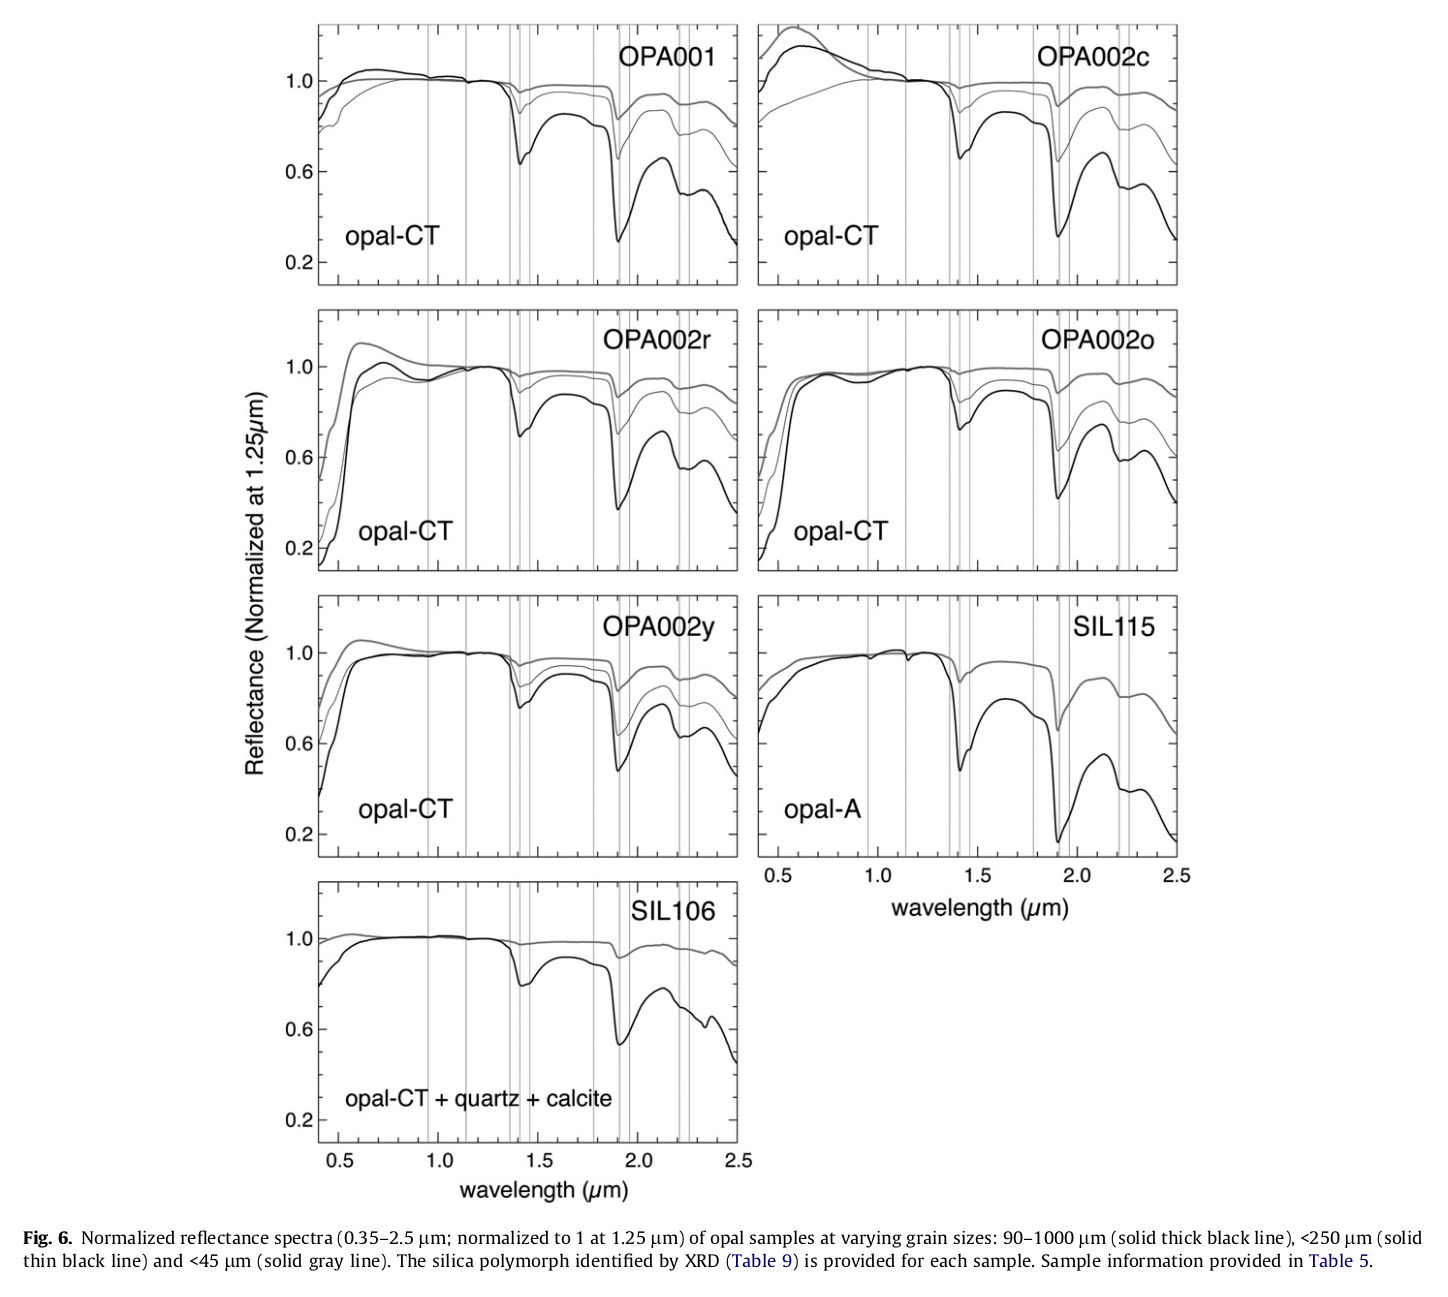 OPA001
1.0
0.6
0.2
opal-CT
OPA002c
opal-CT
OPA002r
1.0
0.6
0.2
opal-CT
OPA002o
opal-CT
Reflectance (Normalized at 1.25µm)
OPA002y
1.0
0.6
0.2
opal-CT
SIL115
opal-A
0.5 1.0 1.5 2.0 2.5
wavelength (µm)
SIL106
1.0
0.6
0.2
opal-CT + quartz + calcite
0.5 1.0 1.5 2.0 2.5
wavelength (µm)
Fig. 6. Normalized reflectance spectra (0.35–2.5 µm; normalized to 1 at 1.25 µm) of opal samples at varying grain sizes: 90–1000 µm (solid thick black line), <250 µm (solid
thin black line) and <45 µm (solid gray line). The silica polymorph identified by XRD (Table 9) is provided for each sample. Sample information provided in Table 5.